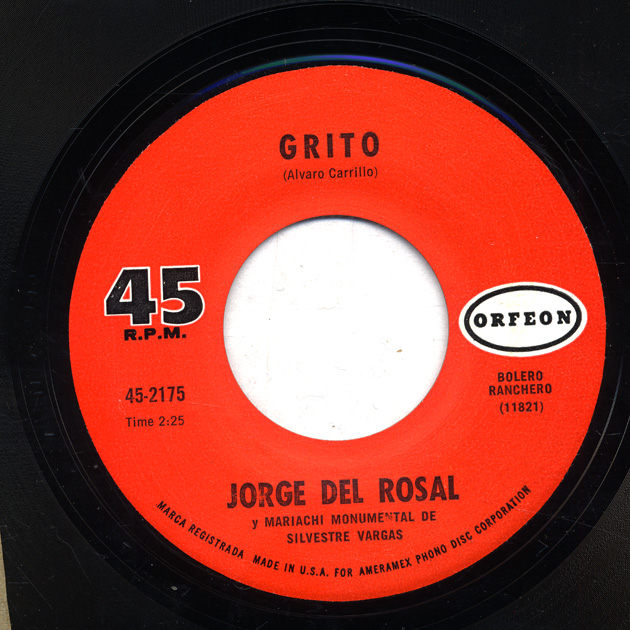 GRITO
(Alvaro Carrillo)
45
R.P.M.
ORFEON
45-2175
Time 2:25
BOLERO
RANCHERO
(11821)
JORGE DEL ROSAL
y MARIACHI MONUMENTAL DE
SILVESTRE VARGAS
MARCA REGISTRADA MADE IN U.S.A. FOR AMERAMEX PHONO DISC CORPORATION